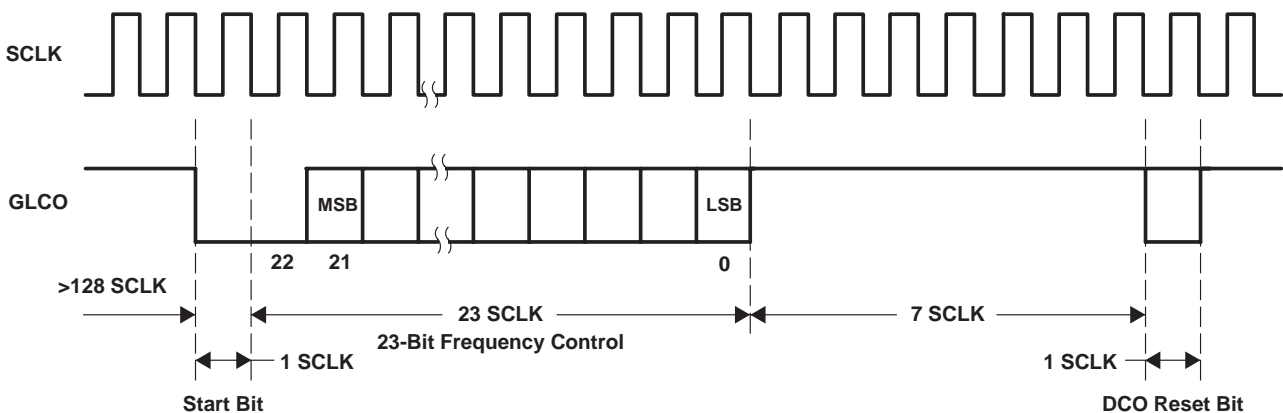 SCLK
GLCO
MSB
LSB
22
21
0
>128 SCLK
23 SCLK
7 SCLK
23-Bit Frequency Control
1 SCLK
1 SCLK
Start Bit
DCO Reset Bit